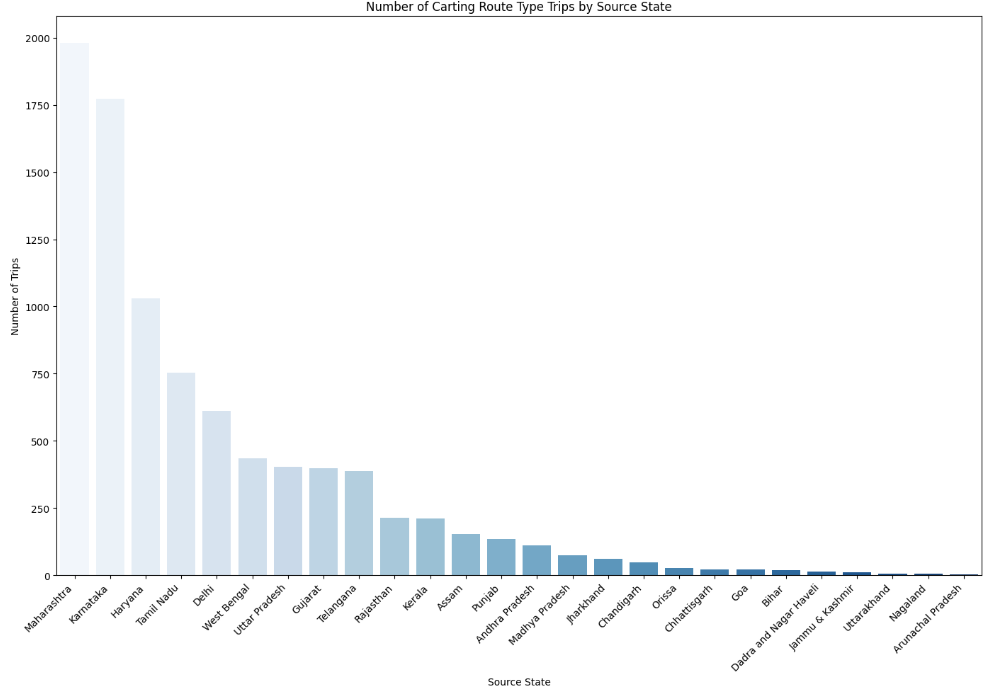 Number of Carting Route Type Trips by Source State
Number of Trips
2000
1750
1500
1250
1000
750
500
250
0
Maharashtra
Karnataka
Haryana
Tamil Nadu
Delhi
West Bengal
Uttar Pradesh
Gujarat
Telangana
Rajasthan
Kerala
Assam
Punjab
Andhra Pradesh
Madhya Pradesh
Jharkhand
Chandigarh
Orissa
Chhattisgarh
Goa
Bihar
Dadra and Nagar Haveli
Jammu & Kashmir
Uttarakhand
Nagaland
Arunachal Pradesh
Source State